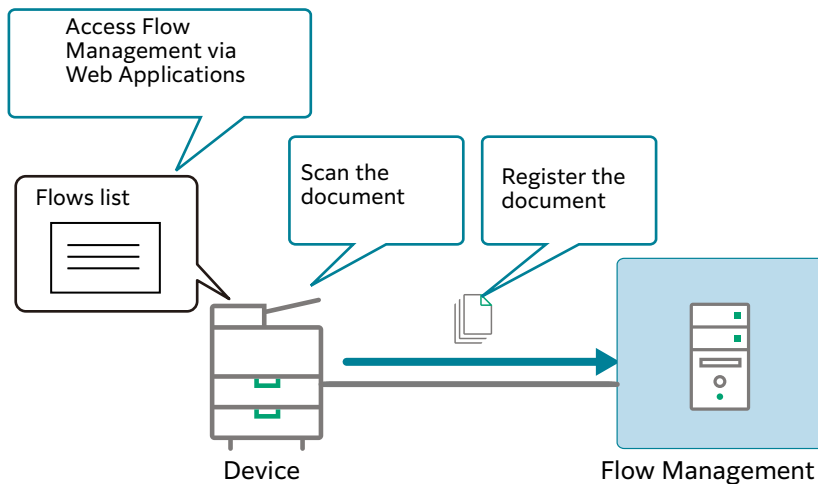 Access Flow
Management via
Web Applications
Flows list
Scan the
document
Register the
document
Device
Flow Management